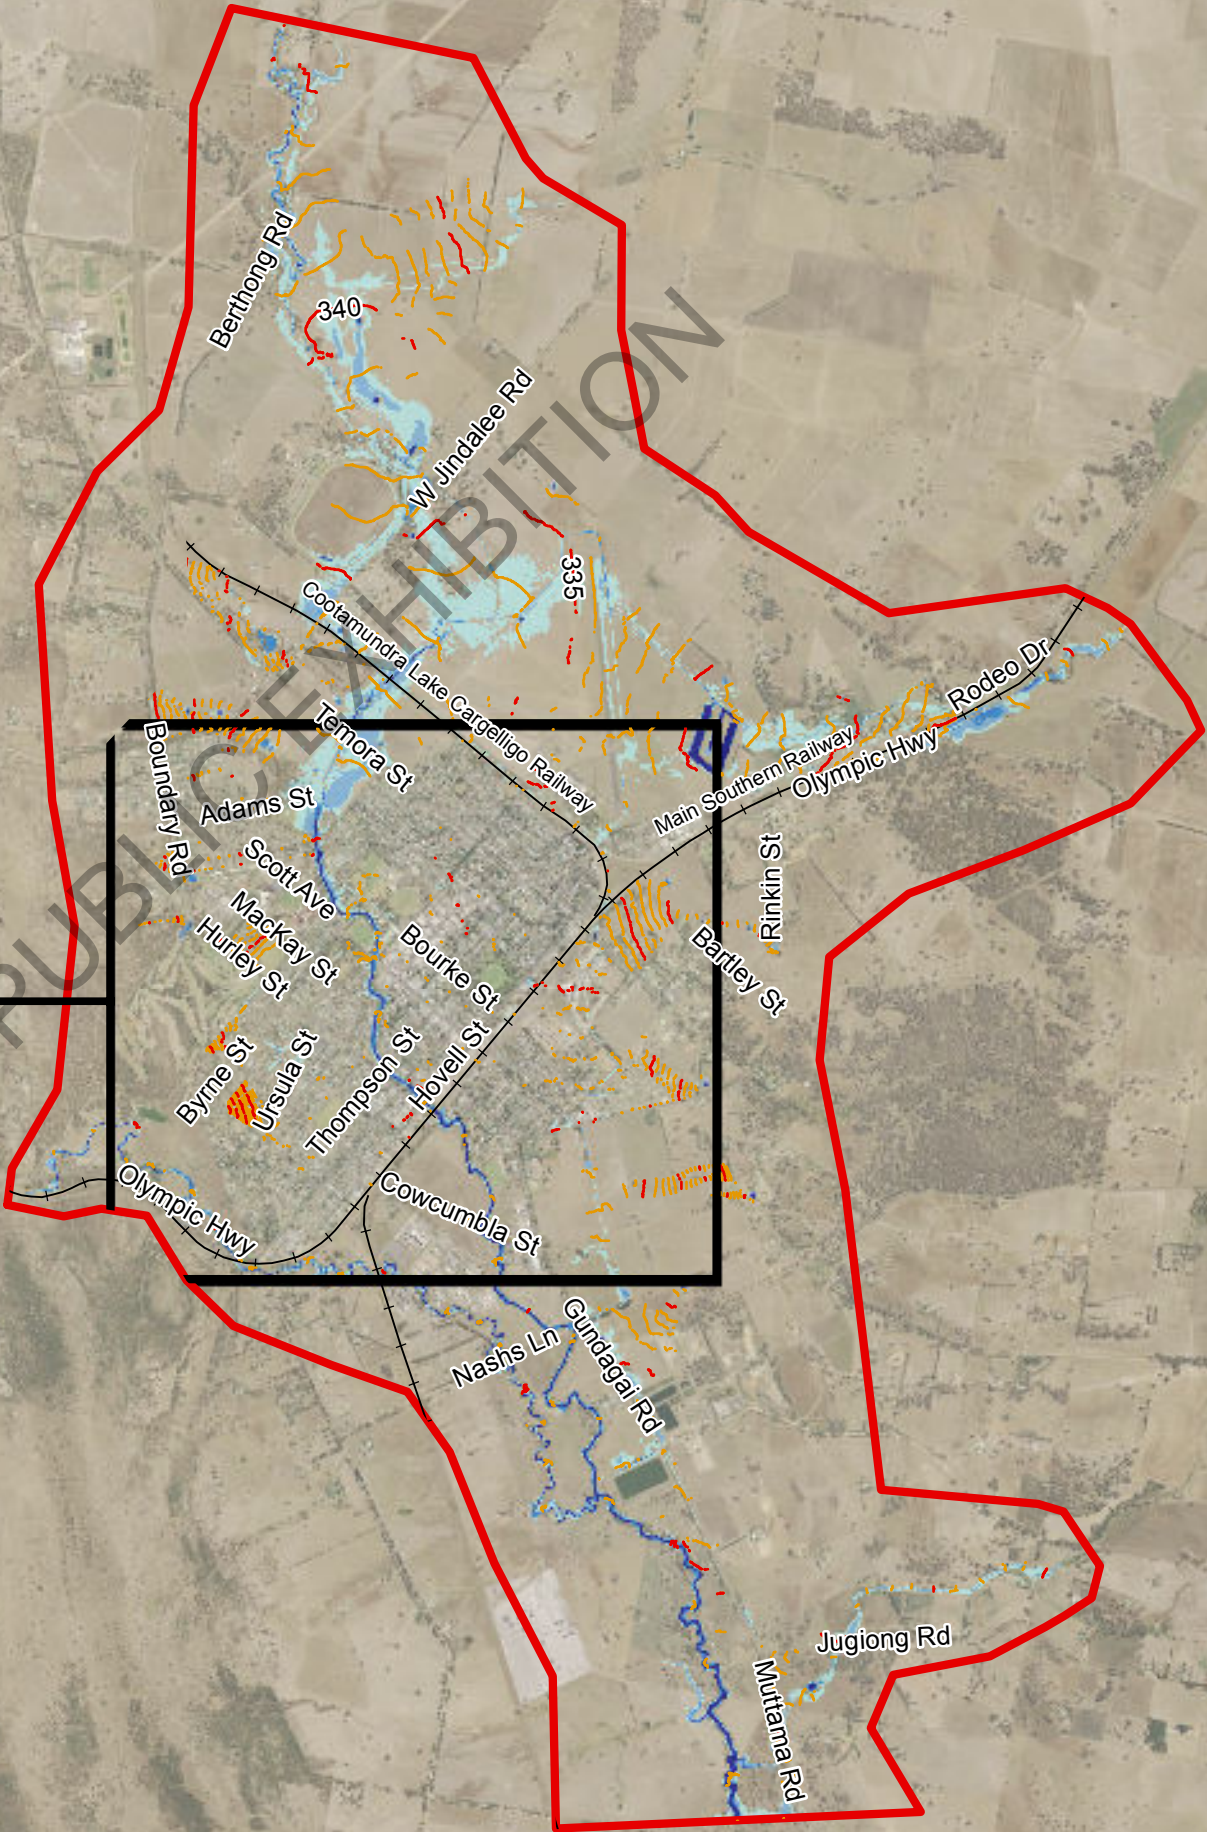 Berthong Rd
340
W Jindalee Rd
335
Cootamundra Lake Cargelligo Railway
Rodeo Dr
Temora St
Boundary Rd
Main Southern Railway
Olympic Hwy
Adams St
Scott Ave
Rinkin St
MacKay St
Hurley St
Bourke St
Bartley St
Byrne St
Ursula St
Thompson St
Hovell St
Olympic Hwy
Cowcumbla St
Nashs Ln
Gundagai Rd
Jugiong Rd
Muttama Rd
PUBLIC EXHIBITION